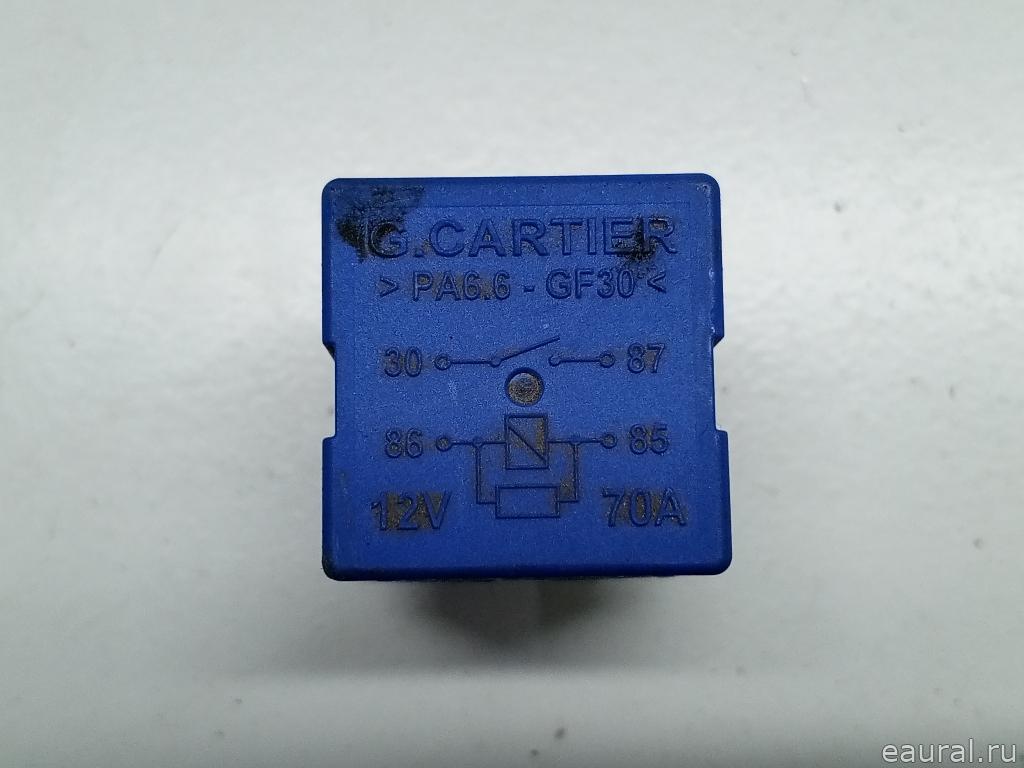 G.CARTIER
> PA6.6 - GF30 <
30 87
86 85
12V 70A
eaural.ru